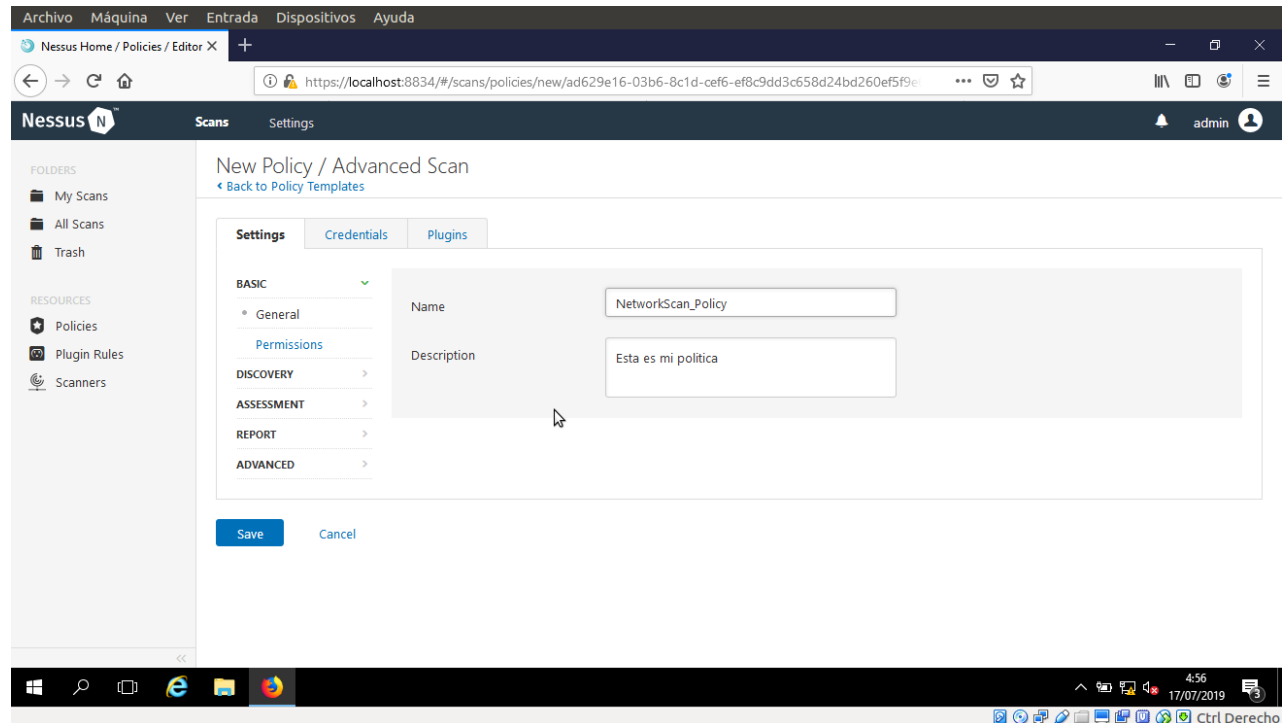 Archivo Máquina Ver Entrada Dispositivos Ayuda
Nessus Home / Policies / Editor
https://localhost:8834/#/scans/policies/new/ad629e16-03b6-8c1d-cef6-ef8c9dd3c658d24bd260ef5f9e
Nessus N
Scans Settings
admin
FOLDERS
My Scans
All Scans
Trash
RESOURCES
Policies
Plugin Rules
Scanners
New Policy / Advanced Scan
Back to Policy Templates
Settings Credentials Plugins
BASIC
General
Permissions
DISCOVERY
ASSESSMENT
REPORT
ADVANCED
Name NetworkScan_Policy
Description Esta es mi politica
Save Cancel
4:56
17/07/2019
3
Ctrl Derecho